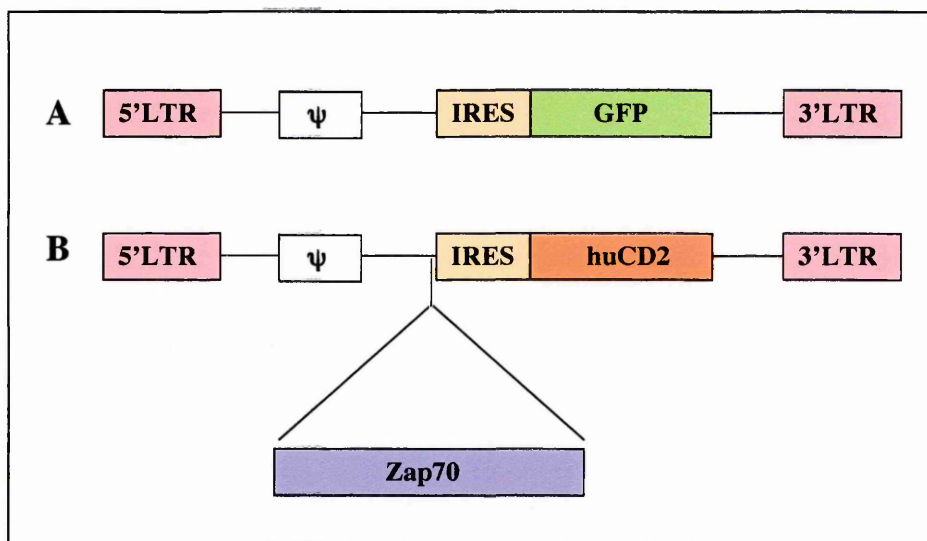 A 5'LTR ψ IRES GFP 3'LTR
B 5'LTR ψ IRES huCD2 3'LTR
Zap70